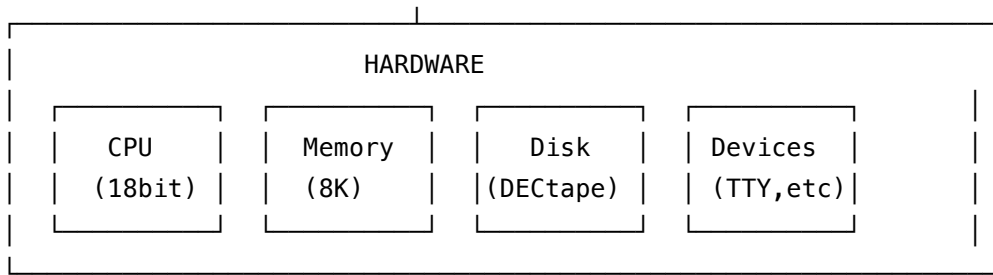 HARDWARE
CPU Memory Disk Devices
(18bit) (8K) (DECtape) (TTY,etc)